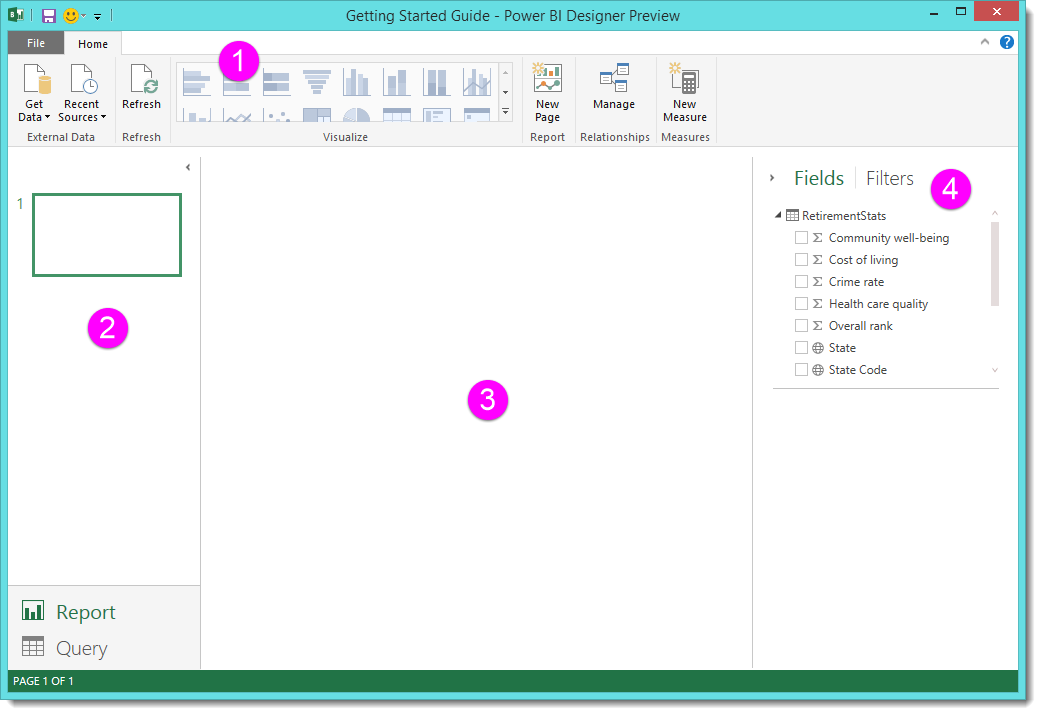 Getting Started Guide - Power BI Designer Preview
File Home
1
Get Data
Recent Sources
Refresh
New Page
Manage
New Measure
External Data
Refresh
Visualize
Report
Relationships
Measures
1
2
3
Fields Filters
4
RetirementStats
Σ Community well-being
Σ Cost of living
Σ Crime rate
Σ Health care quality
Σ Overall rank
State
State Code
Report
Query
PAGE 1 OF 1